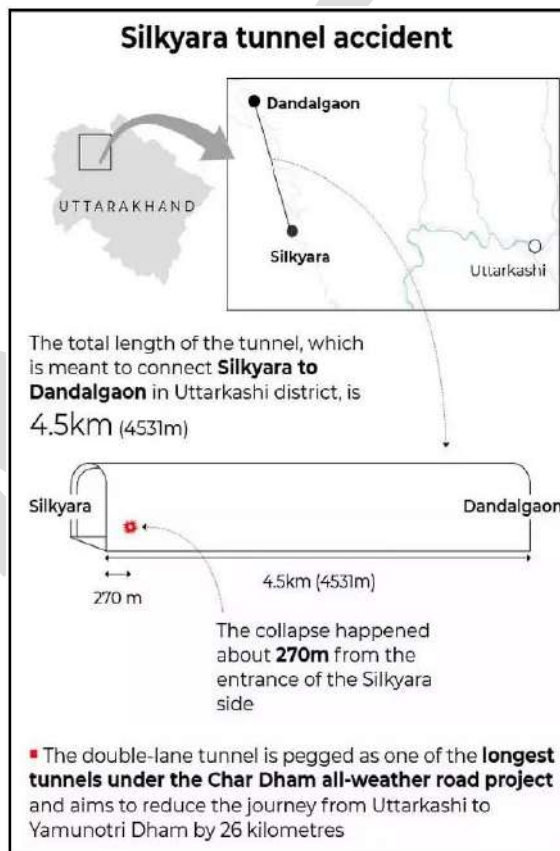 Silkyara tunnel accident
Dandalgaon
UTTARAKHAND
Silkyara
Uttarkashi
The total length of the tunnel, which
is meant to connect Silkyara to
Dandalgaon in Uttarkashi district, is
4.5km (4531m)
Silkyara
Dandalgaon
270 m
4.5km (4531m)
The collapse happened
about 270m from the
entrance of the Silkyara
side
The double-lane tunnel is pegged as one of the longest
tunnels under the Char Dham all-weather road project
and aims to reduce the journey from Uttarkashi to
Yamunotri Dham by 26 kilometres